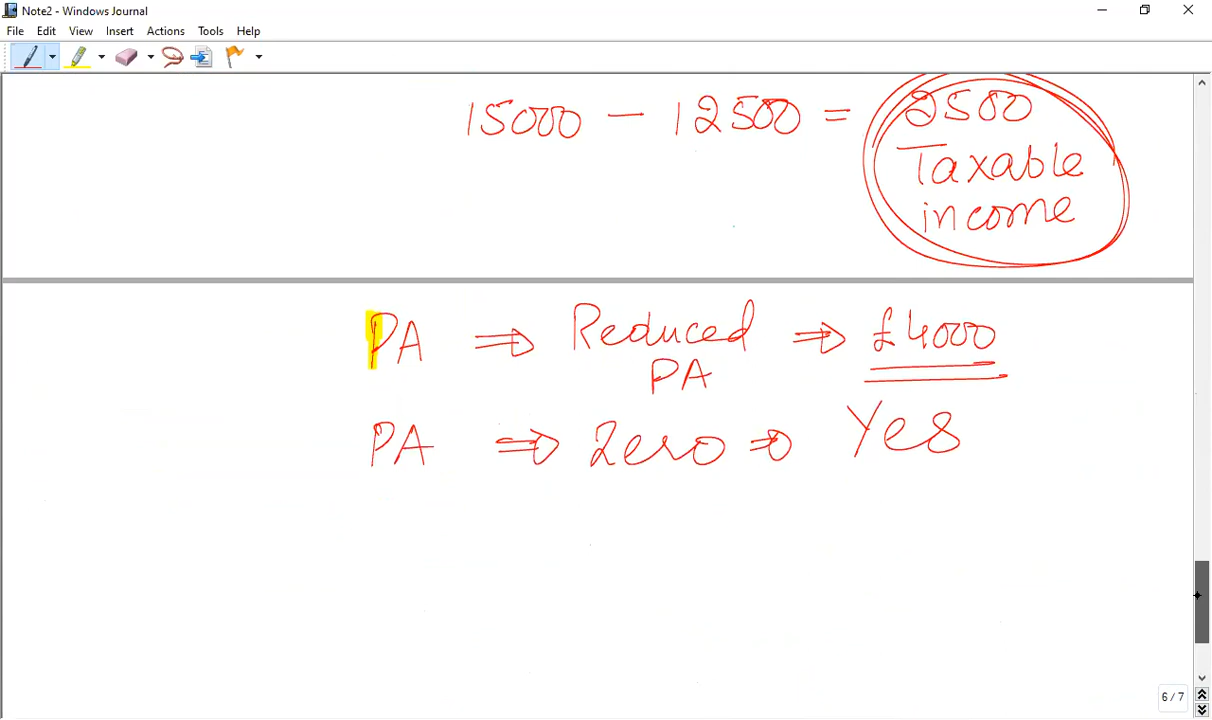 Note2 - Windows Journal
File Edit View Insert Actions Tools Help
15000 - 12500 = 2500
Taxable
income
PA ⇒ Reduced ⇒ £4000
PA
PA ⇒ Zero ⇒ Yes
6 / 7